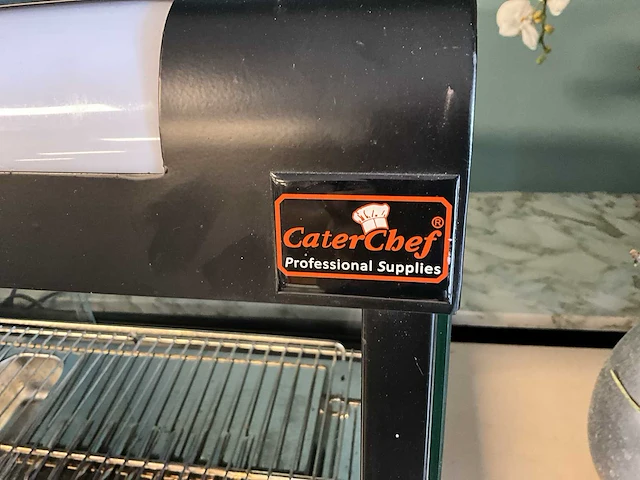 CaterChef®
Professional Supplies